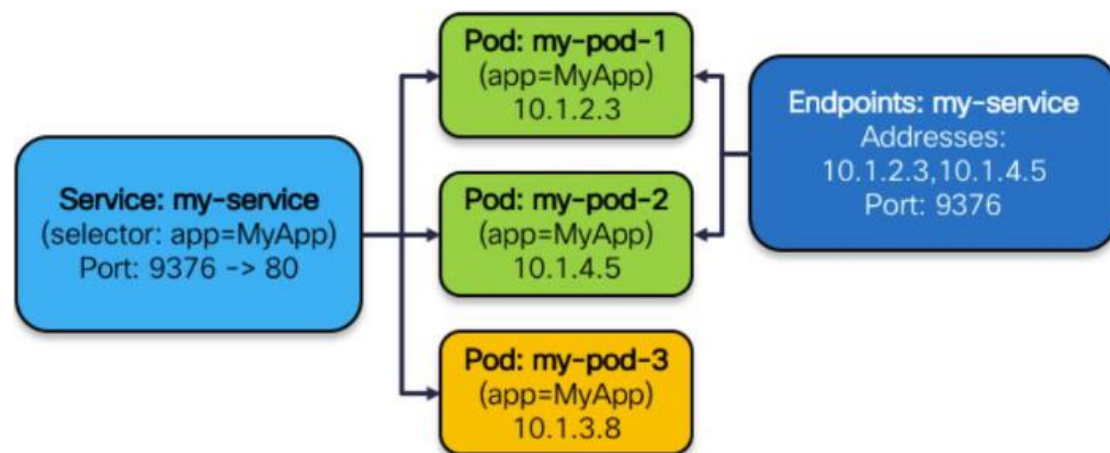 Service: my-service
(selector: app=MyApp)
Port: 9376 -> 80
Pod: my-pod-1
(app=MyApp)
10.1.2.3
Pod: my-pod-2
(app=MyApp)
10.1.4.5
Pod: my-pod-3
(app=MyApp)
10.1.3.8
Endpoints: my-service
Addresses:
10.1.2.3,10.1.4.5
Port: 9376